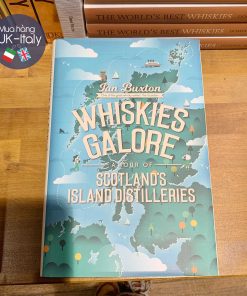 THE WORLD'S BEST WHISKIES
THE WORLD'S BEST WHISKIES
Mua hàng
UK-Italy
Ian Buxton
WHISKIES
GALORE
A TOUR OF
SCOTLAND'S
ISLAND DISTILLERIES